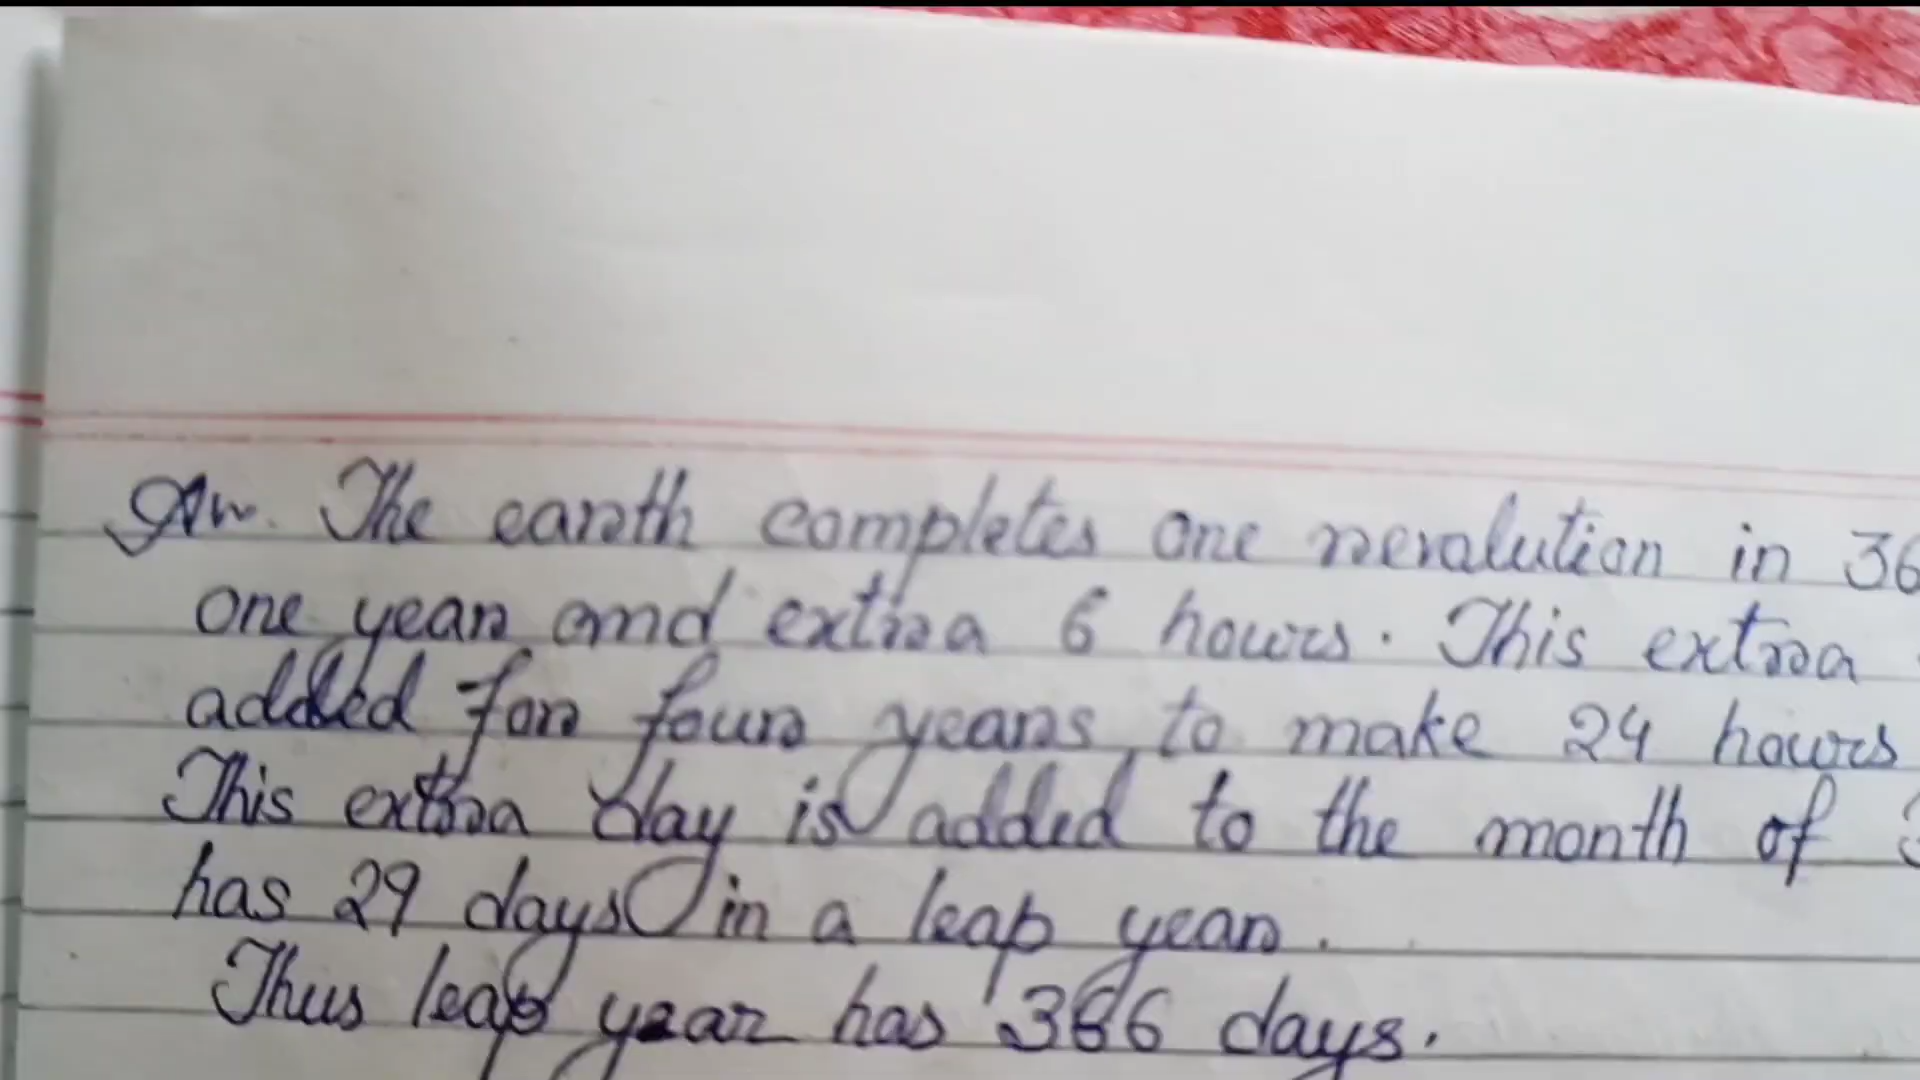 Ans. The earth completes one revolution in 36
one year and extra 6 hours. This extra
added for four years to make 24 hours
This extra day is added to the month of
has 29 days in a leap year.
Thus leap year has 366 days.